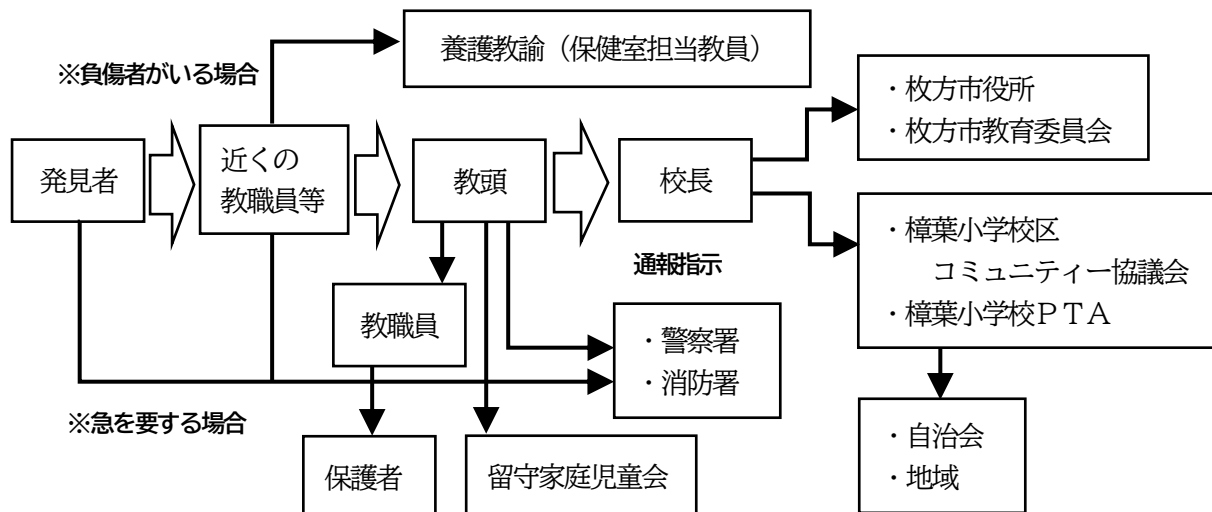 養護教諭（保健室担当教員）
※負傷者がいる場合
・枚方市役所
・枚方市教育委員会
発見者
近くの
教職員等
教頭
校長
・樟葉小学校区
コミュニティー協議会
・樟葉小学校ＰＴＡ
通報指示
教職員
・警察署
・消防署
※急を要する場合
保護者
留守家庭児童会
・自治会
・地域